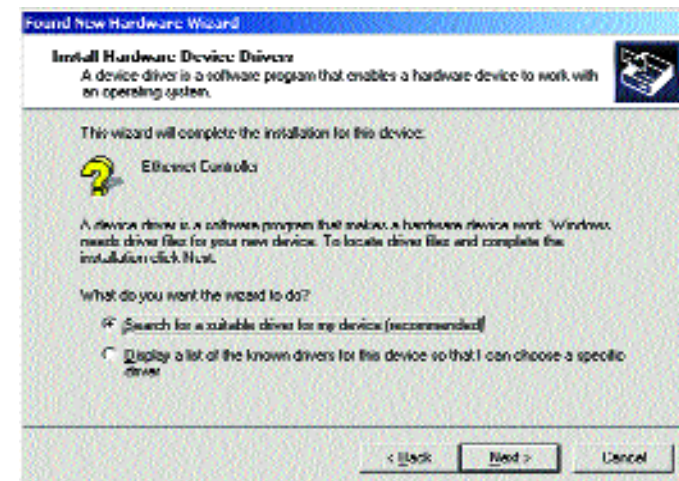 Found New Hardware Wizard
Install Hardware Device Drivers
A device driver is a software program that enables a hardware device to work with
an operating system.
This wizard will complete the installation for this device:
Ethernet Controller
A device driver is a software program that makes a hardware device work. Windows
needs driver files for your new device. To locate driver files and complete the
installation click Next.
What do you want the wizard to do?
Search for a suitable driver for my device (recommended)
Display a list of the known drivers for this device so that I can choose a specific
driver
< Back
Next >
Cancel